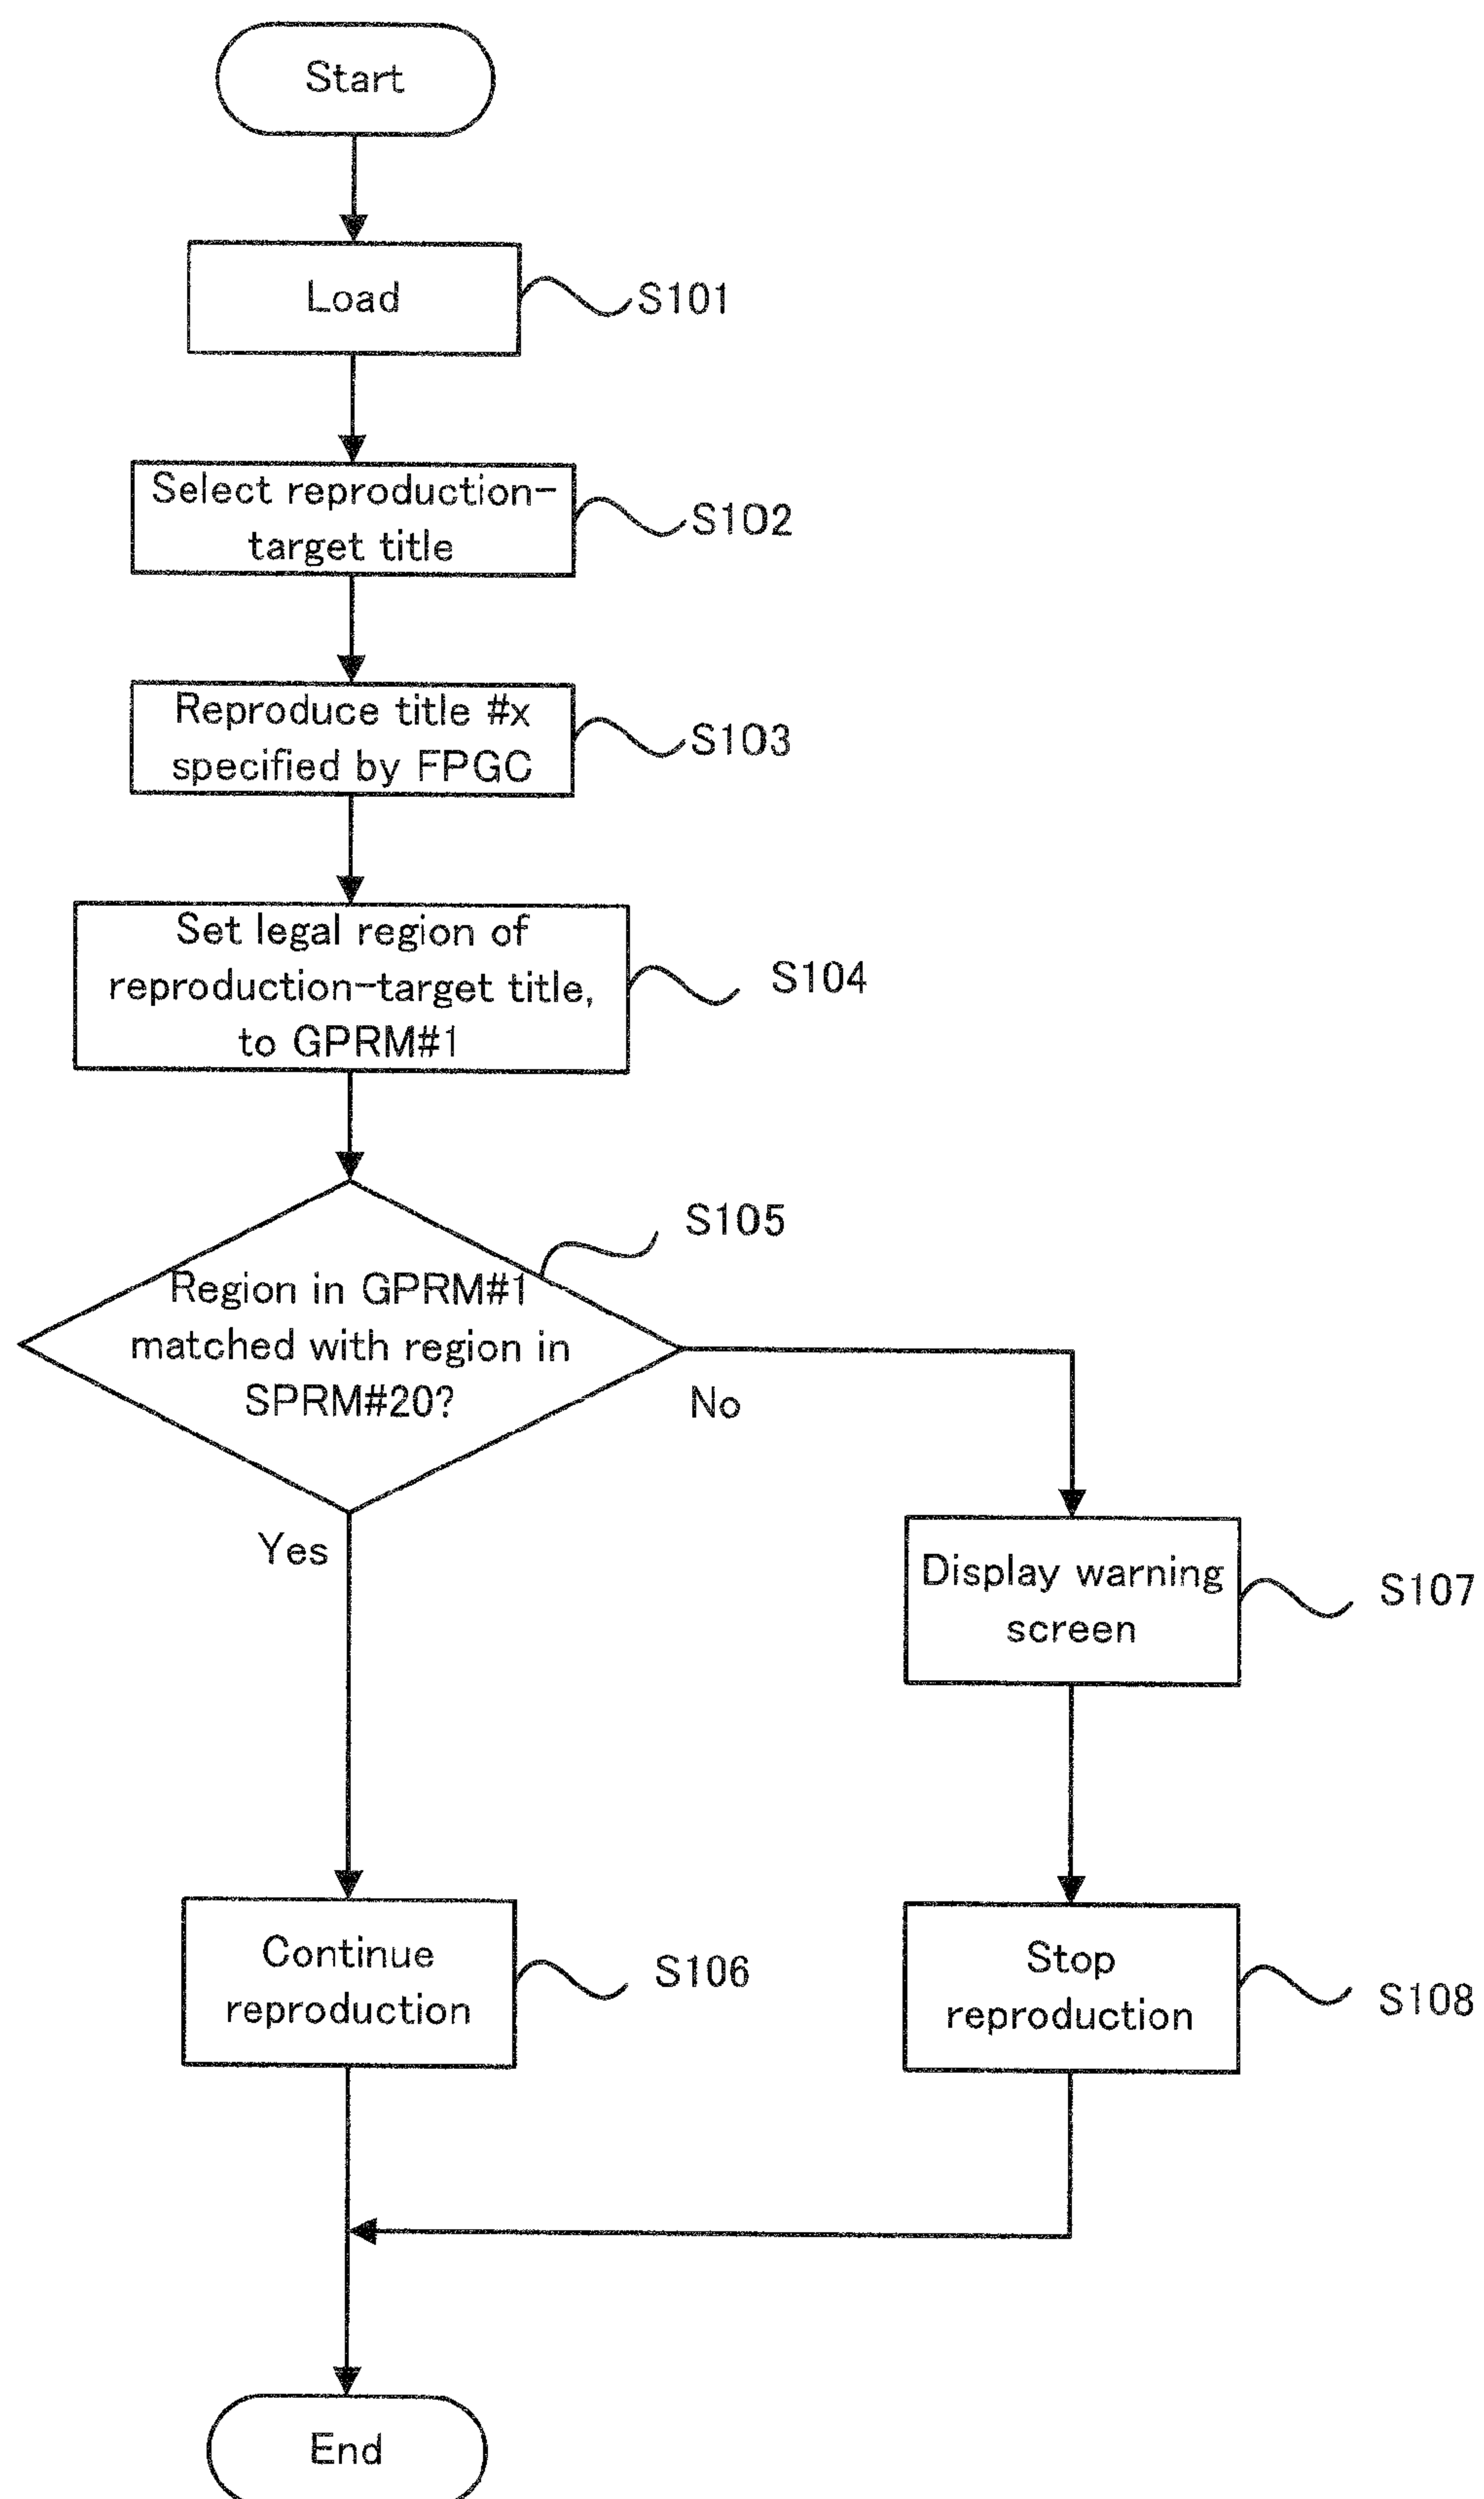 Start
Load
S101
Select reproduction-
target title
S102
Reproduce title #x
specified by FPGC
S103
Set legal region of
reproduction-target title,
to GPRM#1
S104
S105
Region in GPRM#1
matched with region in
SPRM#20?
No
Yes
Display warning
screen
S107
Continue
reproduction
S106
Stop
reproduction
S108
End